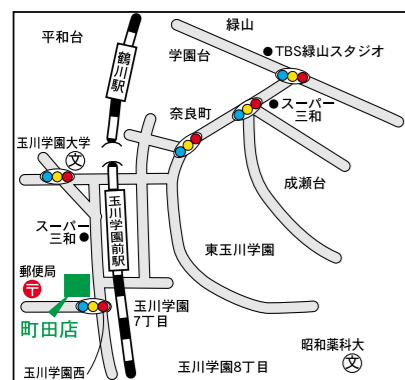 緑山
平和台
TBS緑山スタジオ
学園台
鶴川駅
奈良町
スーパー
三和
玉川学園大学
文
成瀬台
玉川学園前駅
スーパー
三和
東玉川学園
郵便局
〒
玉川学園
7丁目
町田店
昭和薬科大
文
玉川学園西
玉川学園8丁目